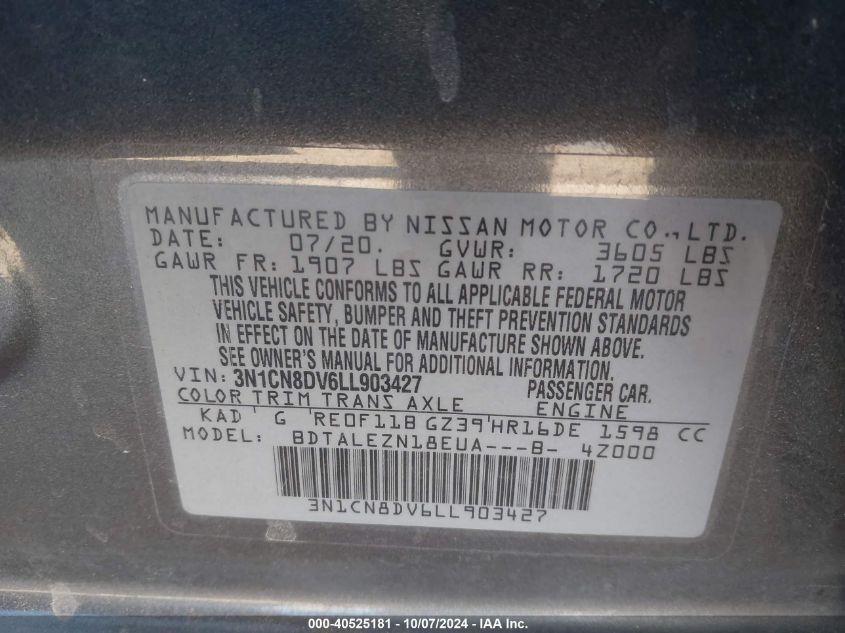 MANUFACTURED BY NISSAN MOTOR CO., LTD.
DATE: 07/20. GVWR: 3605 LBS
GAWR FR: 1907 LBS GAWR RR: 1720 LBS
THIS VEHICLE CONFORMS TO ALL APPLICABLE FEDERAL MOTOR
VEHICLE SAFETY, BUMPER AND THEFT PREVENTION STANDARDS
IN EFFECT ON THE DATE OF MANUFACTURE SHOWN ABOVE.
SEE OWNER'S MANUAL FOR ADDITIONAL INFORMATION.
VIN: 3N1CN8DV6LL903427 PASSENGER CAR.
COLOR TRIM TRANS AXLE ENGINE
KAD G RE0F11B GZ39 HR16DE 1598 CC
MODEL: BDTALEZN18EUA---B- 4Z000
3N1CN8DV6LL903427
000-40525181 - 10/07/2024 - IAA Inc.